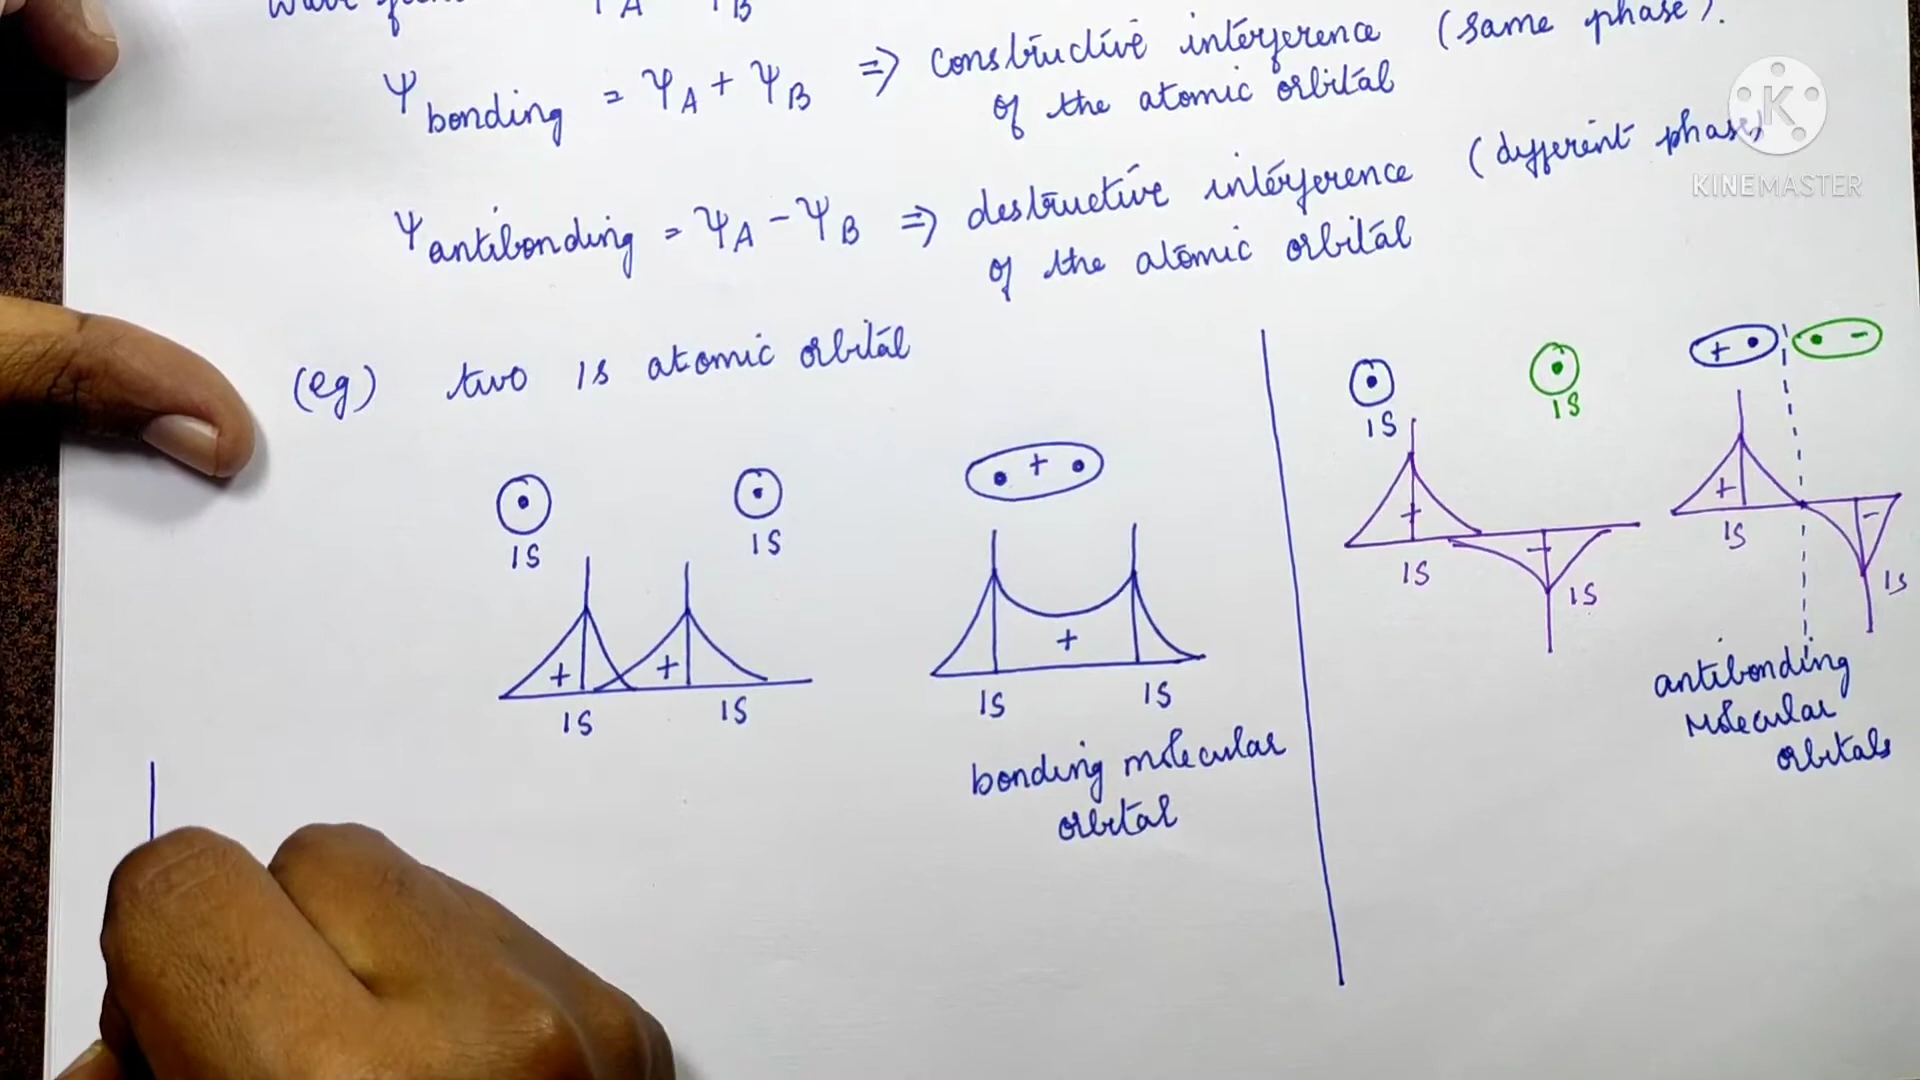 Ψ bonding = ΨA + ΨB ⇒ constructive interference (same phase).
of the atomic orbital
Ψ antibonding = ΨA - ΨB ⇒ destructive interference (different phase)
of the atomic orbital
(eg) two 1s atomic orbital
1S 1S +
+ + +
1S 1S 1S 1S
bonding molecular
orbital
1S 1S + -
+ - + -
1S 1S 1S 1S
antibonding
Molecular
orbitals
K
KINEMASTER